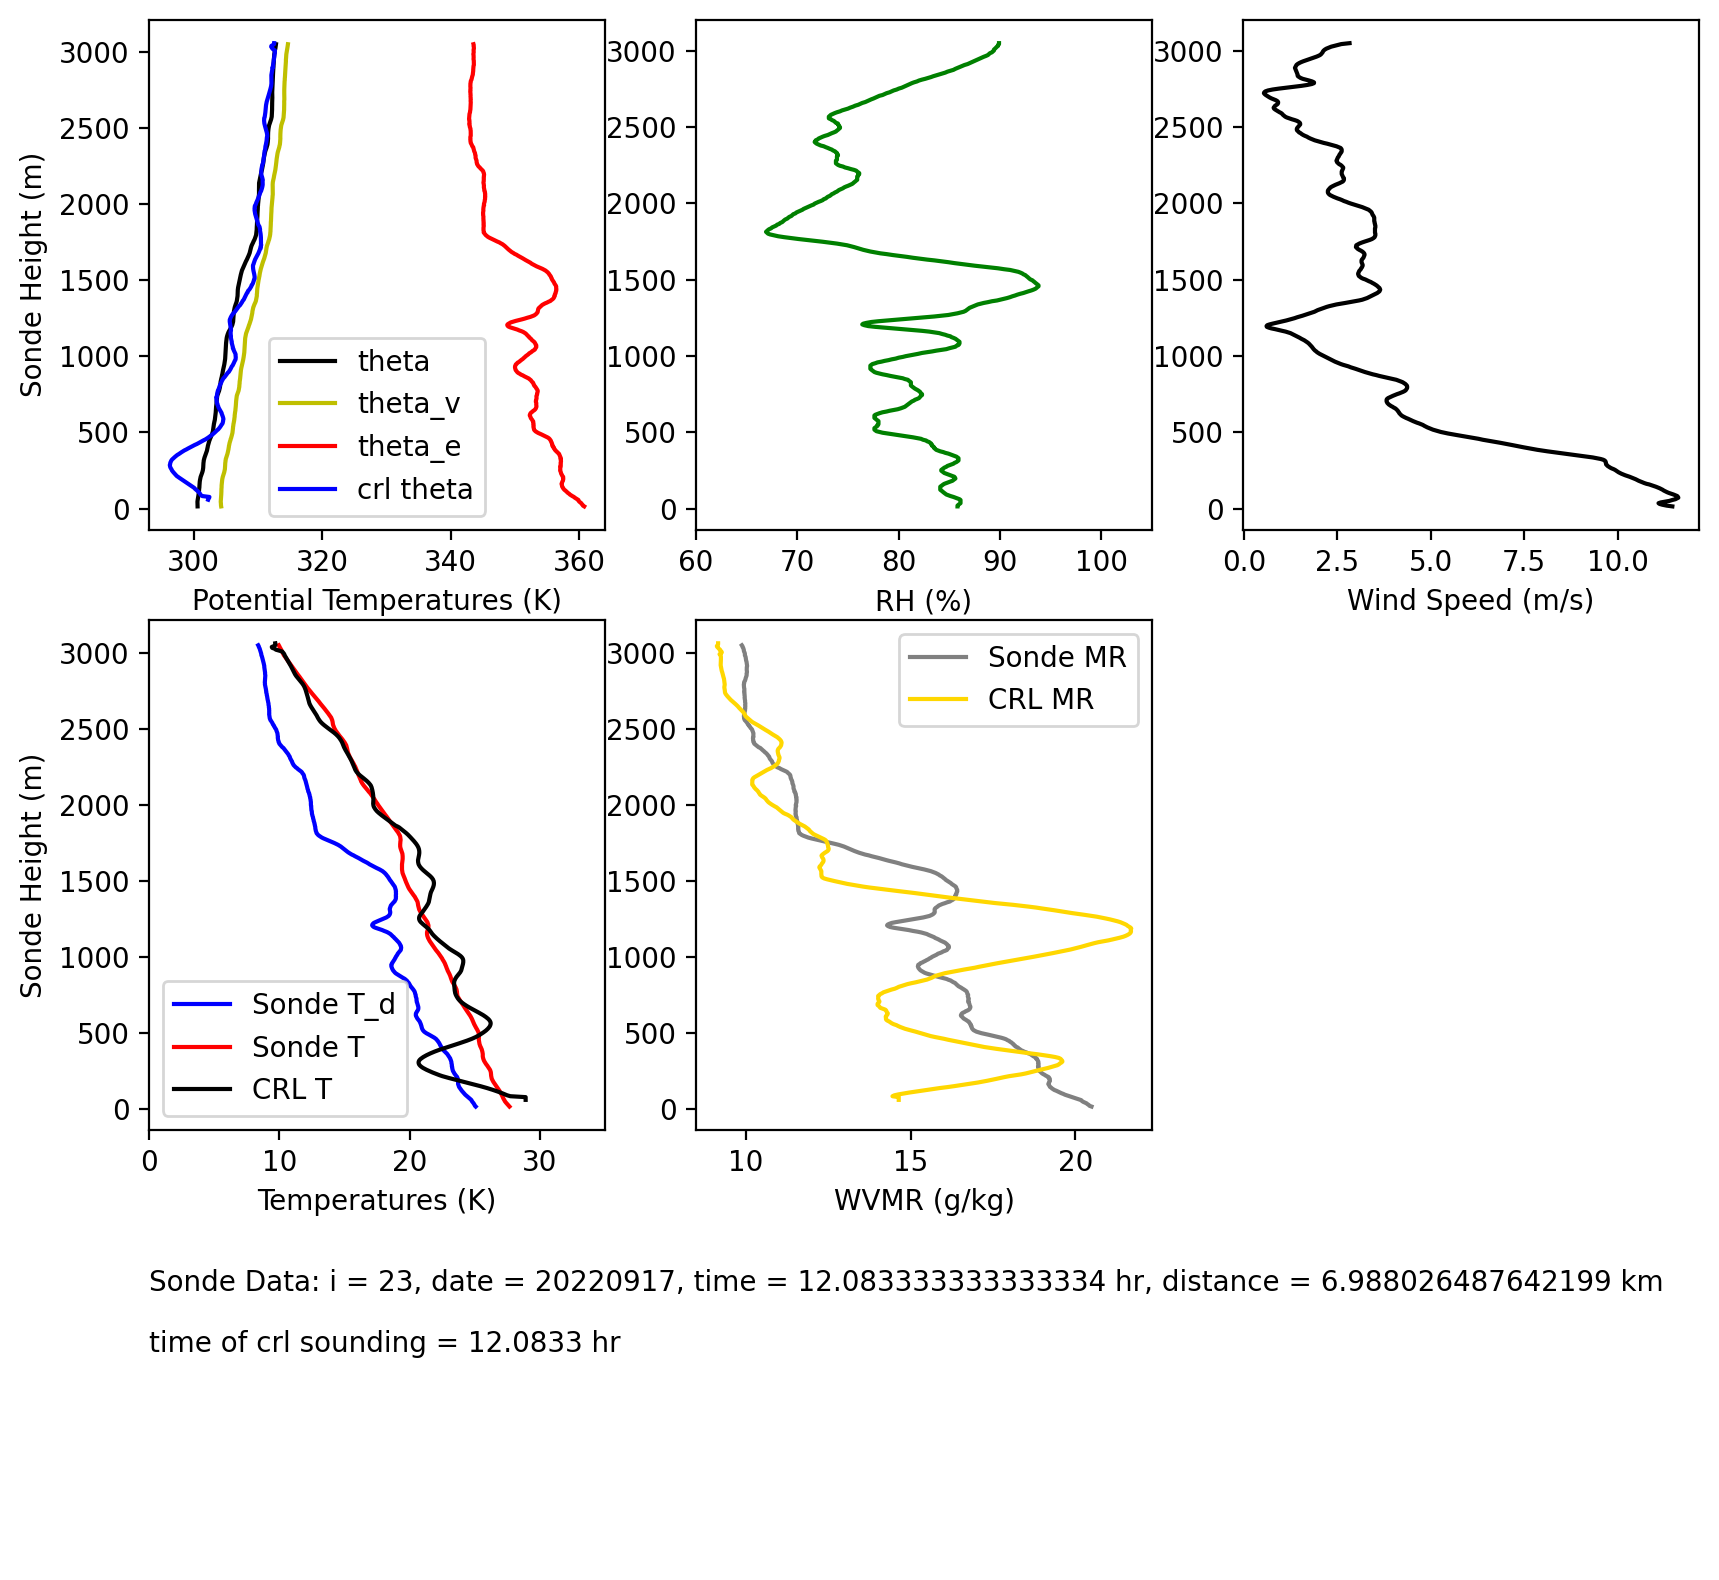 3000
2500
2000
1500
1000
500
0
Sonde Height (m)
theta
theta_v
theta_e
crl theta
300 320 340 360
Potential Temperatures (K)
3000
2500
2000
1500
1000
500
0
60 70 80 90 100
RH (%)
3000
2500
2000
1500
1000
500
0
0.0 2.5 5.0 7.5 10.0
Wind Speed (m/s)
3000
2500
2000
1500
1000
500
0
Sonde Height (m)
Sonde T_d
Sonde T
CRL T
0 10 20 30
Temperatures (K)
3000
2500
2000
1500
1000
500
0
Sonde MR
CRL MR
10 15 20
WVMR (g/kg)
Sonde Data: i = 23, date = 20220917, time = 12.083333333333334 hr, distance = 6.988026487642199 km
time of crl sounding = 12.0833 hr